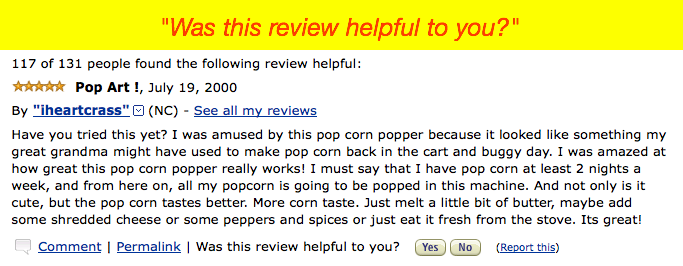 "Was this review helpful to you?"
117 of 131 people found the following review helpful:
Pop Art !, July 19, 2000
By "iheartcrass" (NC) - See all my reviews
Have you tried this yet? I was amused by this pop corn popper because it looked like something my
great grandma might have used to make pop corn back in the cart and buggy day. I was amazed at
how great this pop corn popper really works! I must say that I have pop corn at least 2 nights a
week, and from here on, all my popcorn is going to be popped in this machine. And not only is it
cute, but the pop corn tastes better. More corn taste. Just melt a little bit of butter, maybe add
some shredded cheese or some peppers and spices or just eat it fresh from the stove. Its great!
Comment | Permalink | Was this review helpful to you? Yes No (Report this)